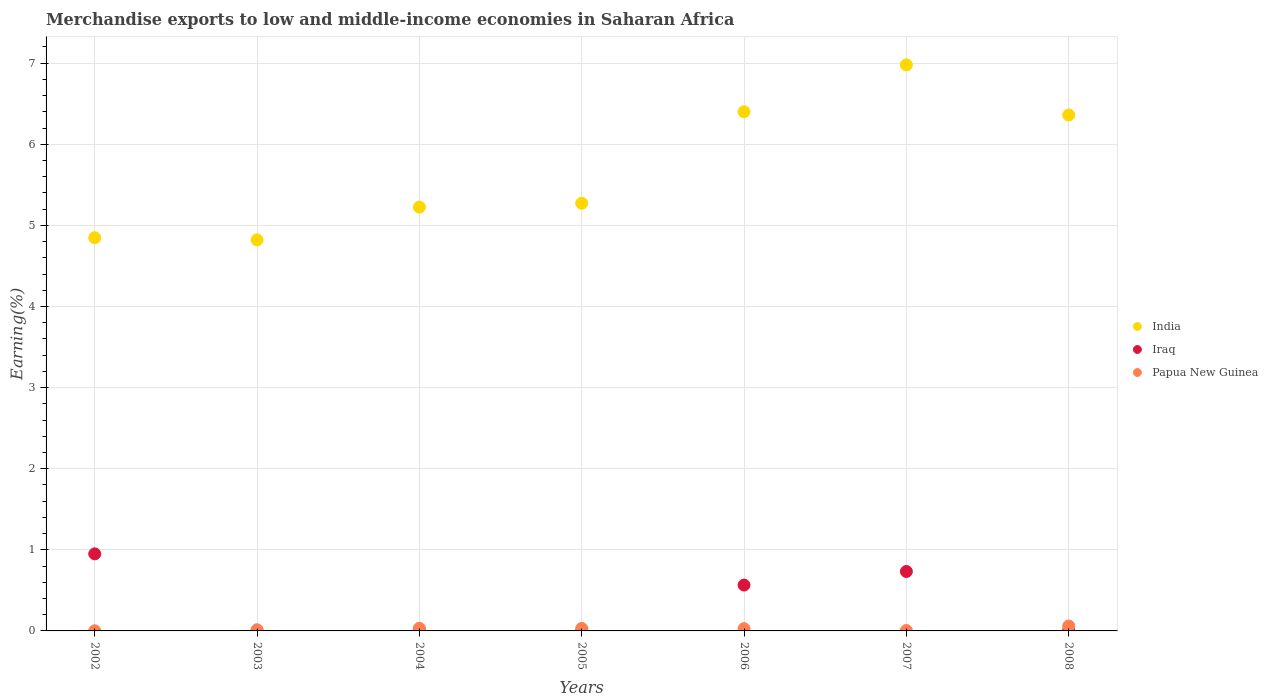 Merchandise exports to low and middle-income economies in Saharan Africa
Earning(%)
7
6
5
4
3
2
1
0
2002
2003
2004
2005
2006
2007
2008
Years
India
Iraq
Papua New Guinea